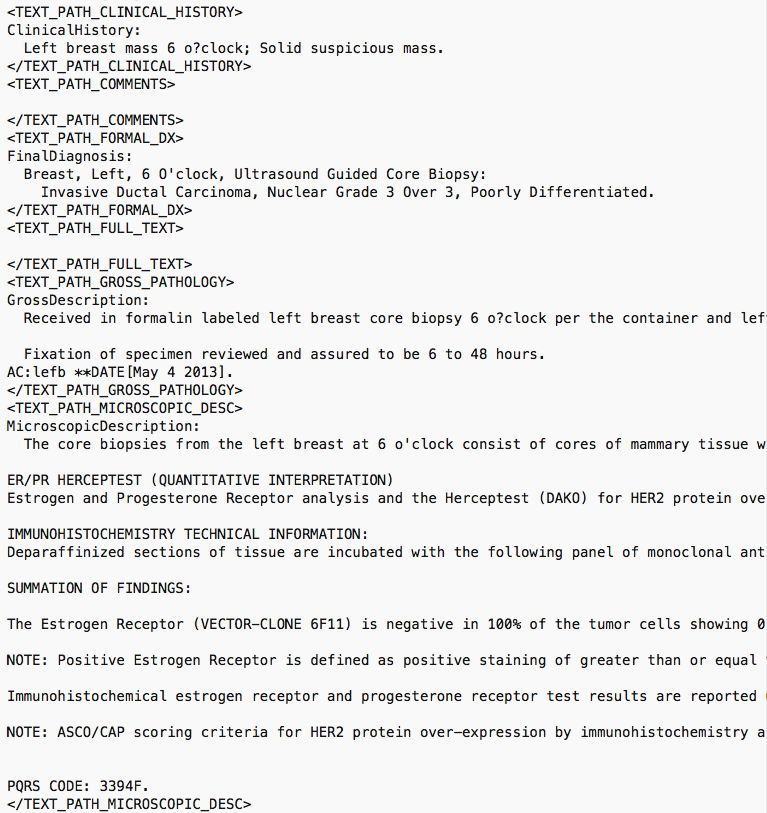 <TEXT_PATH_CLINICAL_HISTORY>
ClinicalHistory:
Left breast mass 6 o?clock; Solid suspicious mass.
</TEXT_PATH_CLINICAL_HISTORY>
<TEXT_PATH_COMMENTS>
</TEXT_PATH_COMMENTS>
<TEXT_PATH_FORMAL_DX>
FinalDiagnosis:
Breast, Left, 6 O'clock, Ultrasound Guided Core Biopsy:
Invasive Ductal Carcinoma, Nuclear Grade 3 Over 3, Poorly Differentiated.
</TEXT_PATH_FORMAL_DX>
<TEXT_PATH_FULL_TEXT>
</TEXT_PATH_FULL_TEXT>
<TEXT_PATH_GROSS_PATHOLOGY>
GrossDescription:
Received in formalin labeled left breast core biopsy 6 o?clock per the container and lef
Fixation of specimen reviewed and assured to be 6 to 48 hours.
AC:lefb **DATE[May 4 2013].
</TEXT_PATH_GROSS_PATHOLOGY>
<TEXT_PATH_MICROSCOPIC_DESC>
MicroscopicDescription:
The core biopsies from the left breast at 6 o'clock consist of cores of mammary tissue w
ER/PR HERCEPTEST (QUANTITATIVE INTERPRETATION)
Estrogen and Progesterone Receptor analysis and the Herceptest (DAKO) for HER2 protein ove
IMMUNOHISTOCHEMISTRY TECHNICAL INFORMATION:
Deparaffinized sections of tissue are incubated with the following panel of monoclonal ant
SUMMATION OF FINDINGS:
The Estrogen Receptor (VECTOR-CLONE 6F11) is negative in 100% of the tumor cells showing 0
NOTE: Positive Estrogen Receptor is defined as positive staining of greater than or equal
Immunohistochemical estrogen receptor and progesterone receptor test results are reported
NOTE: ASCO/CAP scoring criteria for HER2 protein over-expression by immunohistochemistry a
PQRS CODE: 3394F.
</TEXT_PATH_MICROSCOPIC_DESC>